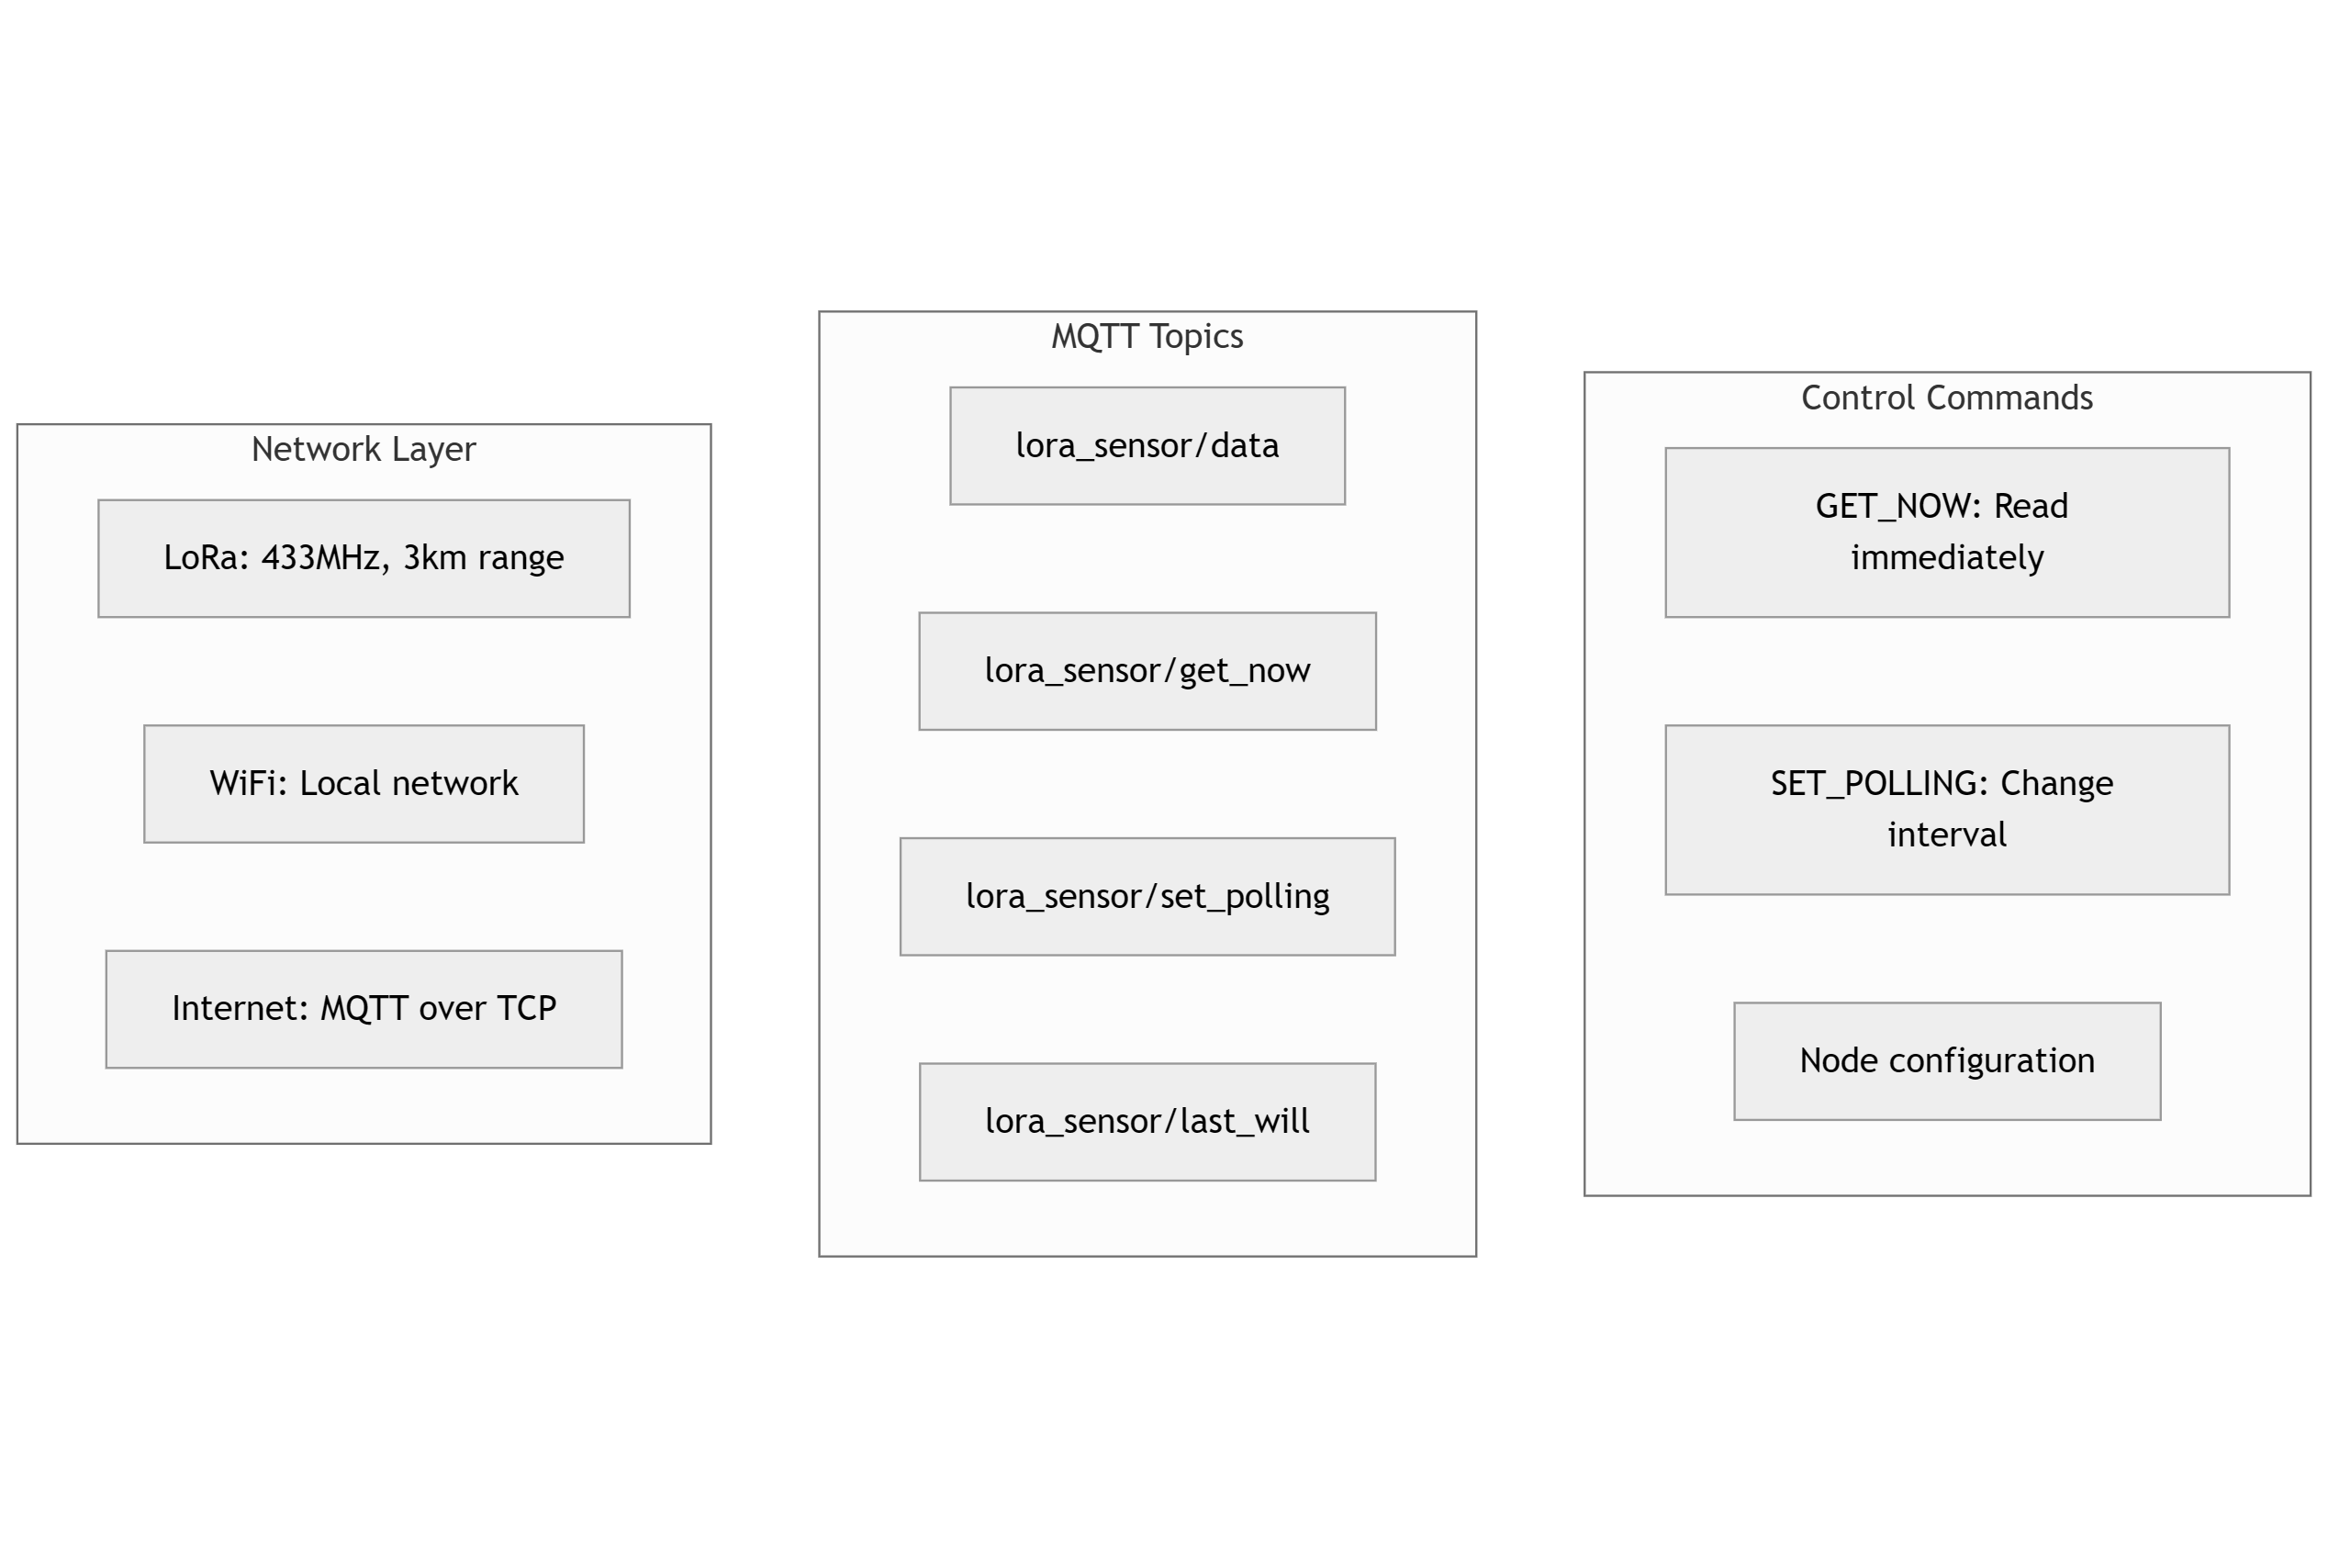 Network Layer
LoRa: 433MHz, 3km range
WiFi: Local network
Internet: MQTT over TCP
MQTT Topics
lora_sensor/data
lora_sensor/get_now
lora_sensor/set_polling
lora_sensor/last_will
Control Commands
GET_NOW: Read
immediately
SET_POLLING: Change
interval
Node configuration